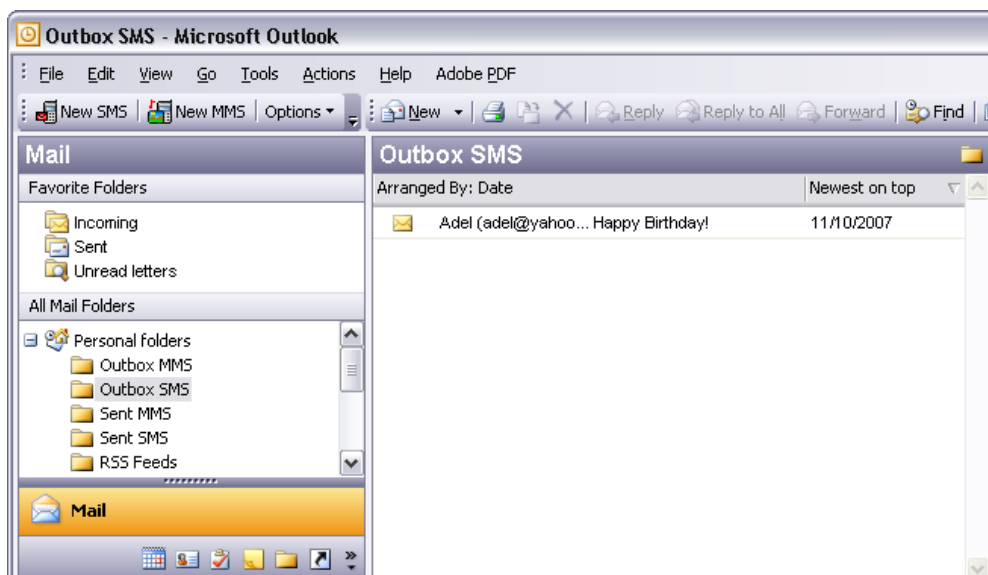 Outbox SMS - Microsoft Outlook
File Edit View Go Tools Actions Help Adobe PDF
New SMS New MMS Options New Reply Reply to All Forward Find
Mail
Favorite Folders
Incoming
Sent
Unread letters
All Mail Folders
Personal folders
Outbox MMS
Outbox SMS
Sent MMS
Sent SMS
RSS Feeds
Mail
Outbox SMS
Arranged By: Date Newest on top
Adel (adel@yahoo... Happy Birthday! 11/10/2007